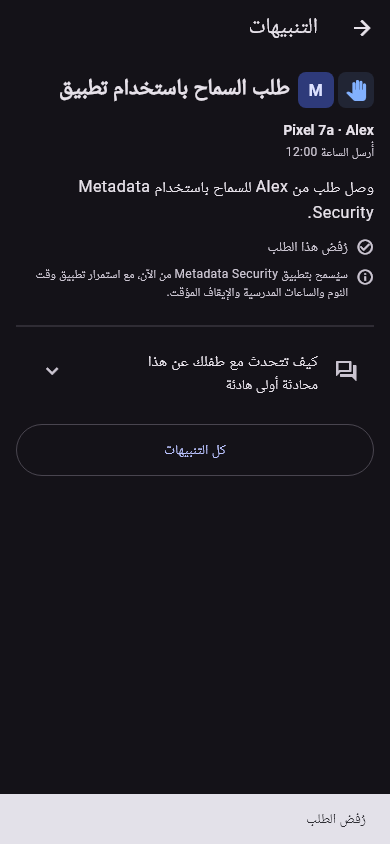 التنبيهات
طلب السماح باستخدام تطبيق
M
Pixel 7a · Alex
أُرسل الساعة 12:00
وصل طلب من Alex للسماح باستخدام Metadata
Security.
رُفض هذا الطلب
سيُسمح بتطبيق Metadata Security من الآن، مع استمرار تطبيق وقت
النوم والساعات المدرسية والإيقاف المؤقت.
كيف تتحدث مع طفلك عن هذا
محادثة أولى هادئة
كل التنبيهات
رُفض الطلب